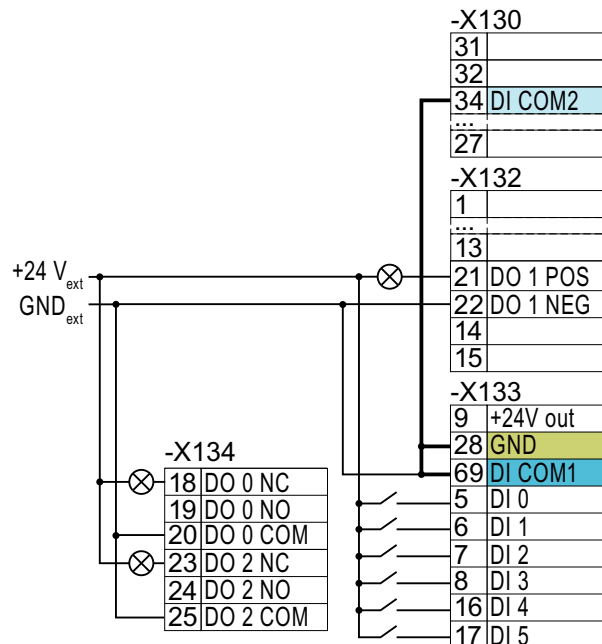 -X130
31
32
34 DI COM2
...
27
-X132
1
...
13
+24 Vext
21 DO 1 POS
GNDext
22 DO 1 NEG
14
15
-X133
9 +24V out
28 GND
69 DI COM1
5 DI 0
6 DI 1
7 DI 2
8 DI 3
16 DI 4
17 DI 5
-X134
18 DO 0 NC
19 DO 0 NO
20 DO 0 COM
23 DO 2 NC
24 DO 2 NO
25 DO 2 COM